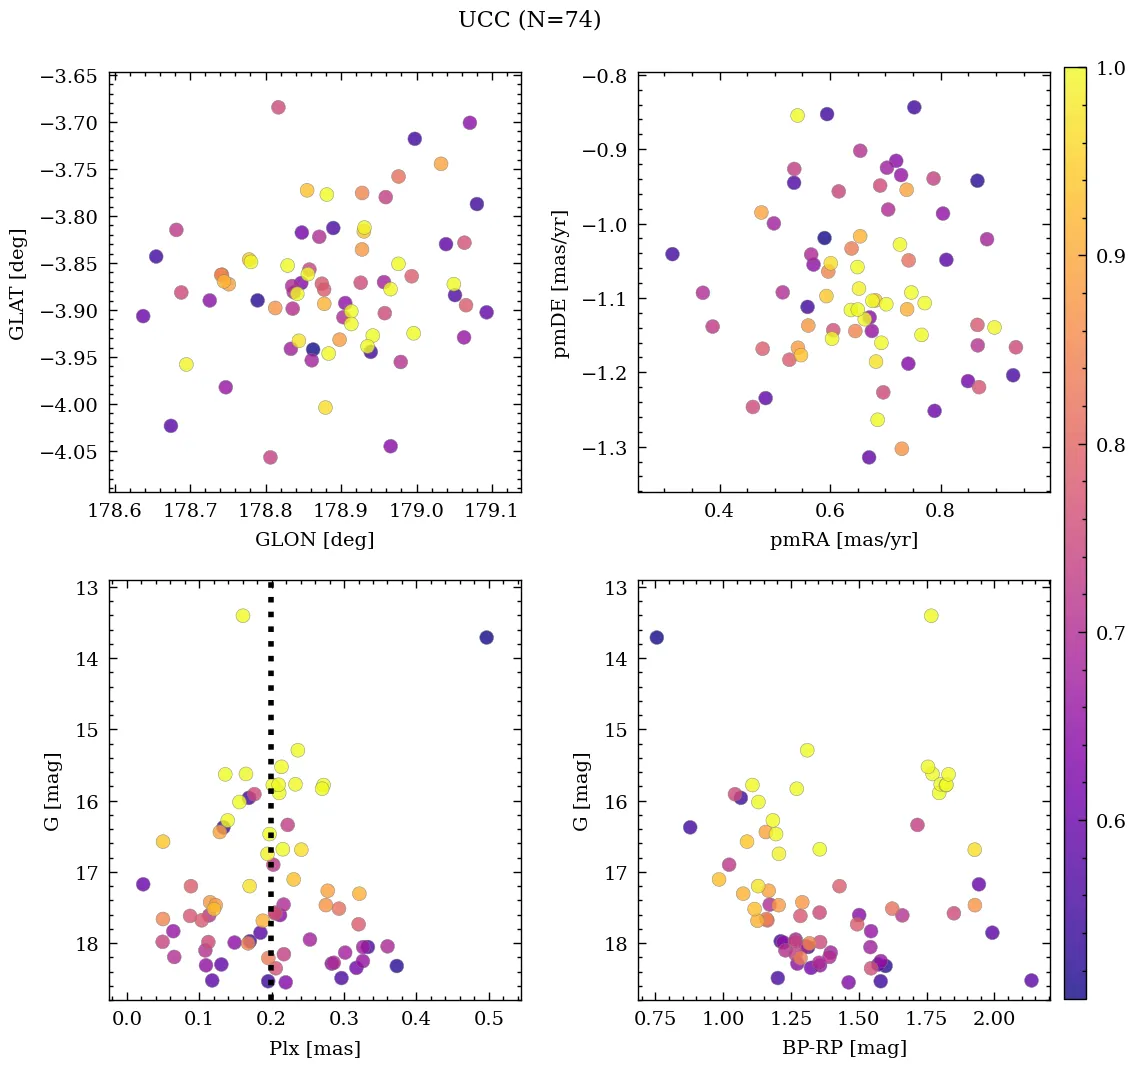 UCC (N=74)
−3.65
−3.70
−3.75
−3.80
−3.85
−3.90
−3.95
−4.00
−4.05
GLAT [deg]
178.6 178.7 178.8 178.9 179.0 179.1
GLON [deg]
−0.8
−0.9
−1.0
−1.1
−1.2
−1.3
pmDE [mas/yr]
0.4 0.6 0.8
pmRA [mas/yr]
13
14
15
16
17
18
G [mag]
0.0 0.1 0.2 0.3 0.4 0.5
Plx [mas]
13
14
15
16
17
18
G [mag]
0.75 1.00 1.25 1.50 1.75 2.00
BP-RP [mag]
1.0
0.9
0.8
0.7
0.6